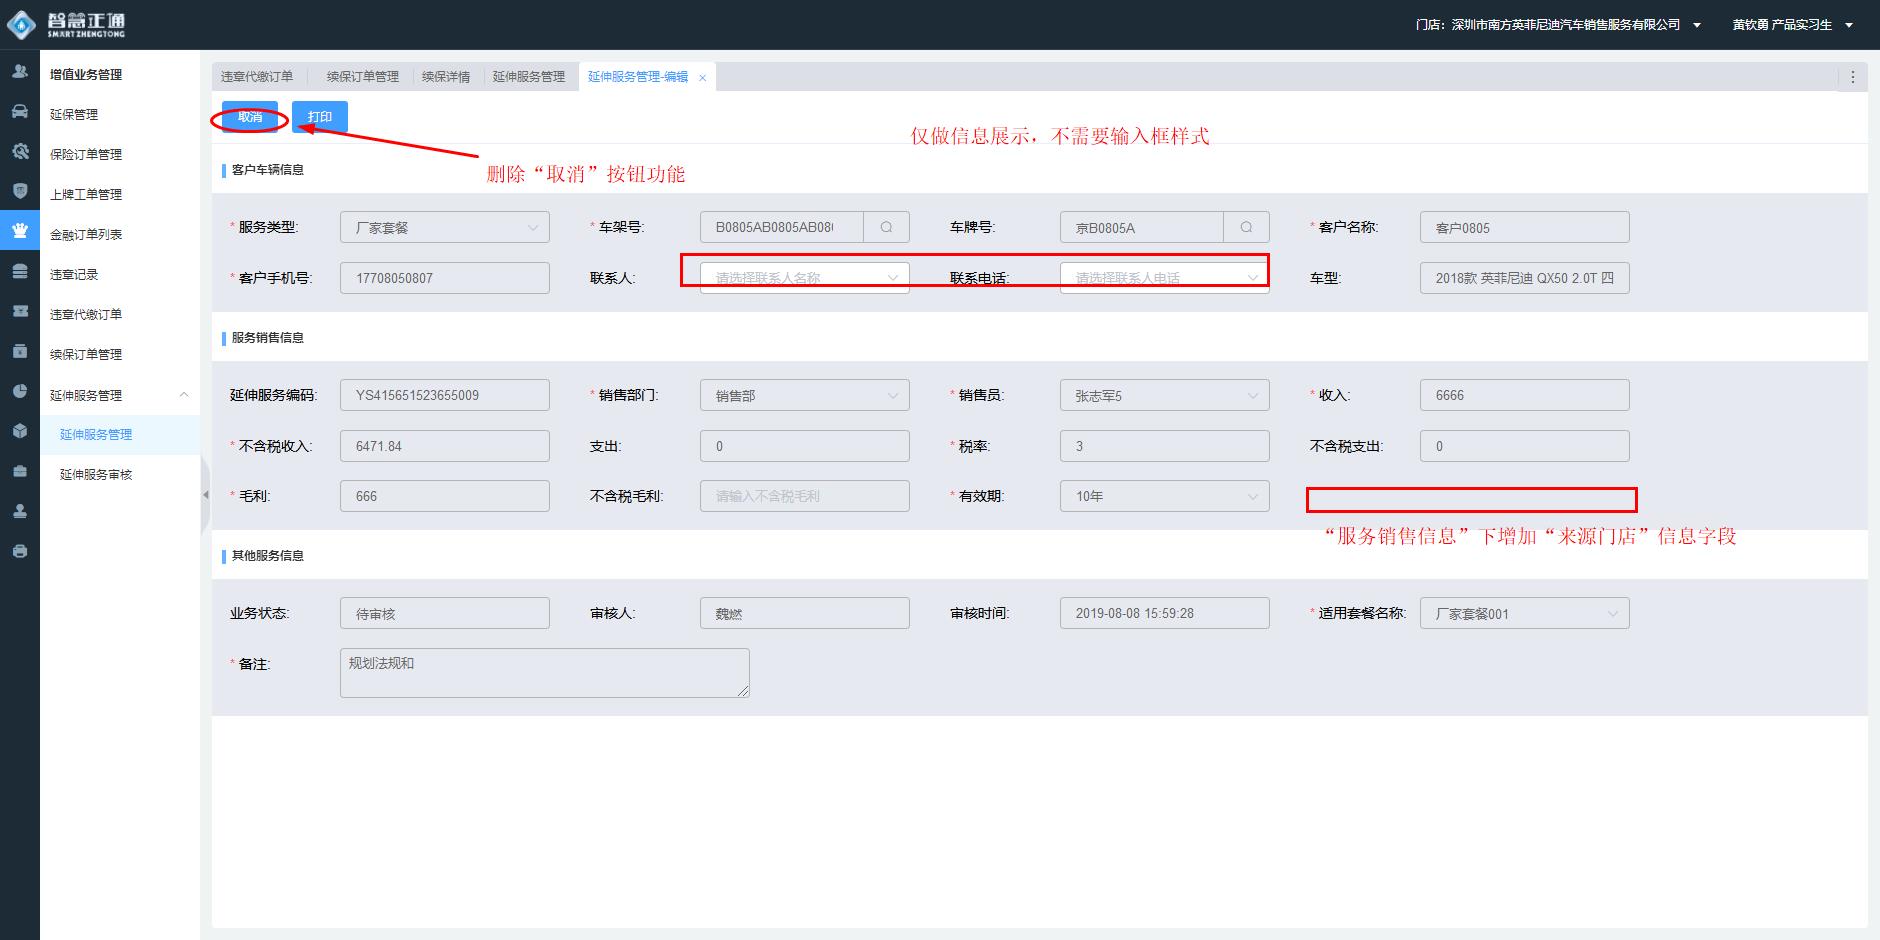 智慧正通
SMART ZHENGTONG
门店：深圳市南方英菲尼迪汽车销售服务有限公司
黄钦勇 产品实习生
增值业务管理
延保管理
保险订单管理
上牌工单管理
金融订单列表
违章记录
违章代缴订单
续保订单管理
延伸服务管理
延伸服务管理
延伸服务审核
违章代缴订单 续保订单管理 续保详情 延伸服务管理 延伸服务管理-编辑 ×
取消 打印
仅做信息展示，不需要输入框样式
删除“取消”按钮功能
客户车辆信息
* 服务类型: 厂家套餐 * 车架号: B0805AB0805AB08 车牌号: 京B0805A * 客户名称: 客户0805
* 客户手机号: 17708050807 联系人: 请选择联系人名称 联系电话: 请选择联系人电话 车型: 2018款 英菲尼迪 QX50 2.0T 四
服务销售信息
延伸服务编码: YS415651523655009 * 销售部门: 销售部 * 销售员: 张志军5 * 收入: 6666
* 不含税收入: 6471.84 支出: 0 * 税率: 3 不含税支出: 0
* 毛利: 666 不含税毛利: 请输入不含税毛利 * 有效期: 10年
“服务销售信息”下增加“来源门店”信息字段
其他服务信息
业务状态: 待审核 审核人: 魏燃 审核时间: 2019-08-08 15:59:28 * 适用套餐名称: 厂家套餐001
* 备注: 规划法规和